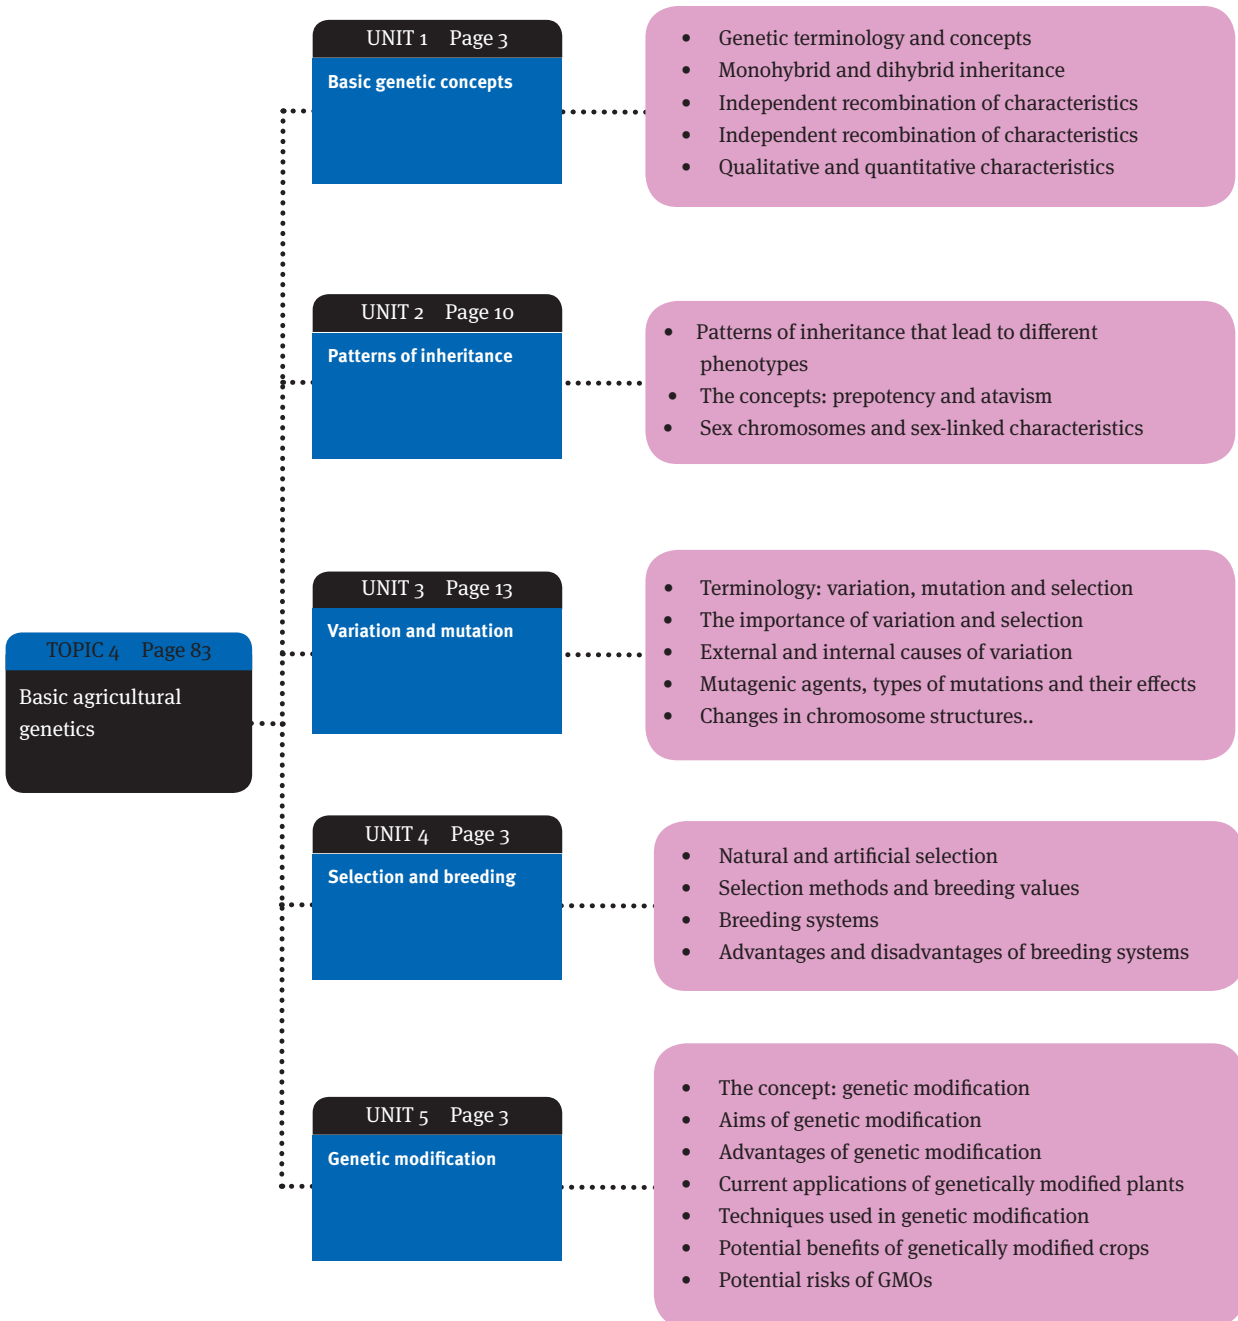 UNIT 1 Page 3
Basic genetic concepts
• Genetic terminology and concepts
• Monohybrid and dihybrid inheritance
• Independent recombination of characteristics
• Independent recombination of characteristics
• Qualitative and quantitative characteristics
UNIT 2 Page 10
Patterns of inheritance
• Patterns of inheritance that lead to different
phenotypes
• The concepts: prepotency and atavism
• Sex chromosomes and sex-linked characteristics
TOPIC 4 Page 83
Basic agricultural
genetics
UNIT 3 Page 13
Variation and mutation
• Terminology: variation, mutation and selection
• The importance of variation and selection
• External and internal causes of variation
• Mutagenic agents, types of mutations and their effects
• Changes in chromosome structures..
UNIT 4 Page 3
Selection and breeding
• Natural and artificial selection
• Selection methods and breeding values
• Breeding systems
• Advantages and disadvantages of breeding systems
UNIT 5 Page 3
Genetic modification
• The concept: genetic modification
• Aims of genetic modification
• Advantages of genetic modification
• Current applications of genetically modified plants
• Techniques used in genetic modification
• Potential benefits of genetically modified crops
• Potential risks of GMOs